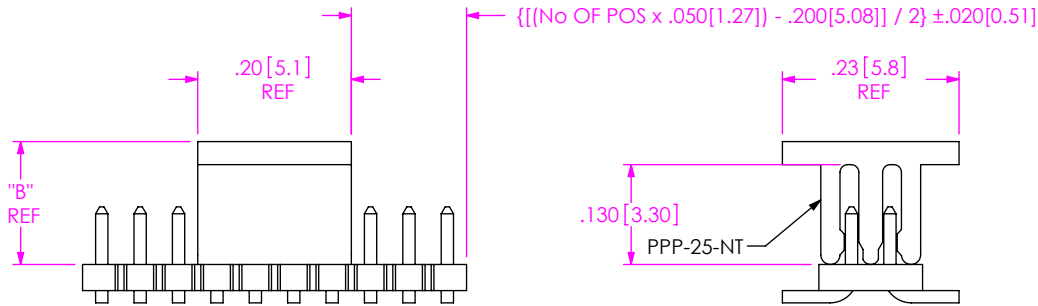 {[(No OF POS x .050[1.27]) - .200[5.08]] / 2} ±.020[0.51]
.20[5.1]
REF
.23[5.8]
REF
"B"
REF
.130[3.30]
PPP-25-NT